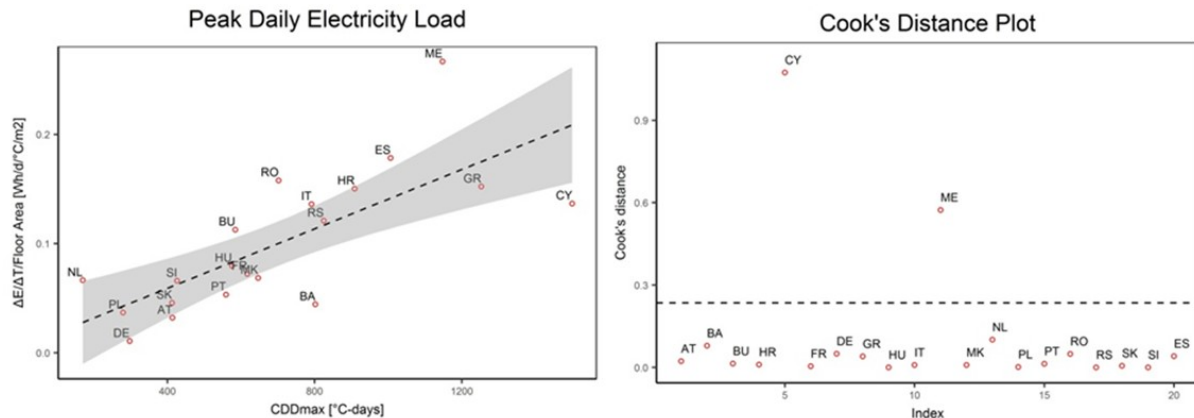 Peak Daily Electricity Load
ΔE/ΔT/Floor Area [Wh/d/°C/m2]
0.2
0.1
0.0
ME
ES
RO
HR
GR
IT
CY
RS
BU
HU
FR
MK
NL
SI
PT
BA
SK
PL
AT
DE
400
800
1200
CDDmax [°C-days]
Cook's Distance Plot
Cook's distance
0.9
0.6
0.3
0.0
CY
ME
AT
BA
BU
HR
FR
DE
GR
HU
IT
MK
NL
PL
PT
RO
RS
SK
SI
ES
5
10
15
20
Index